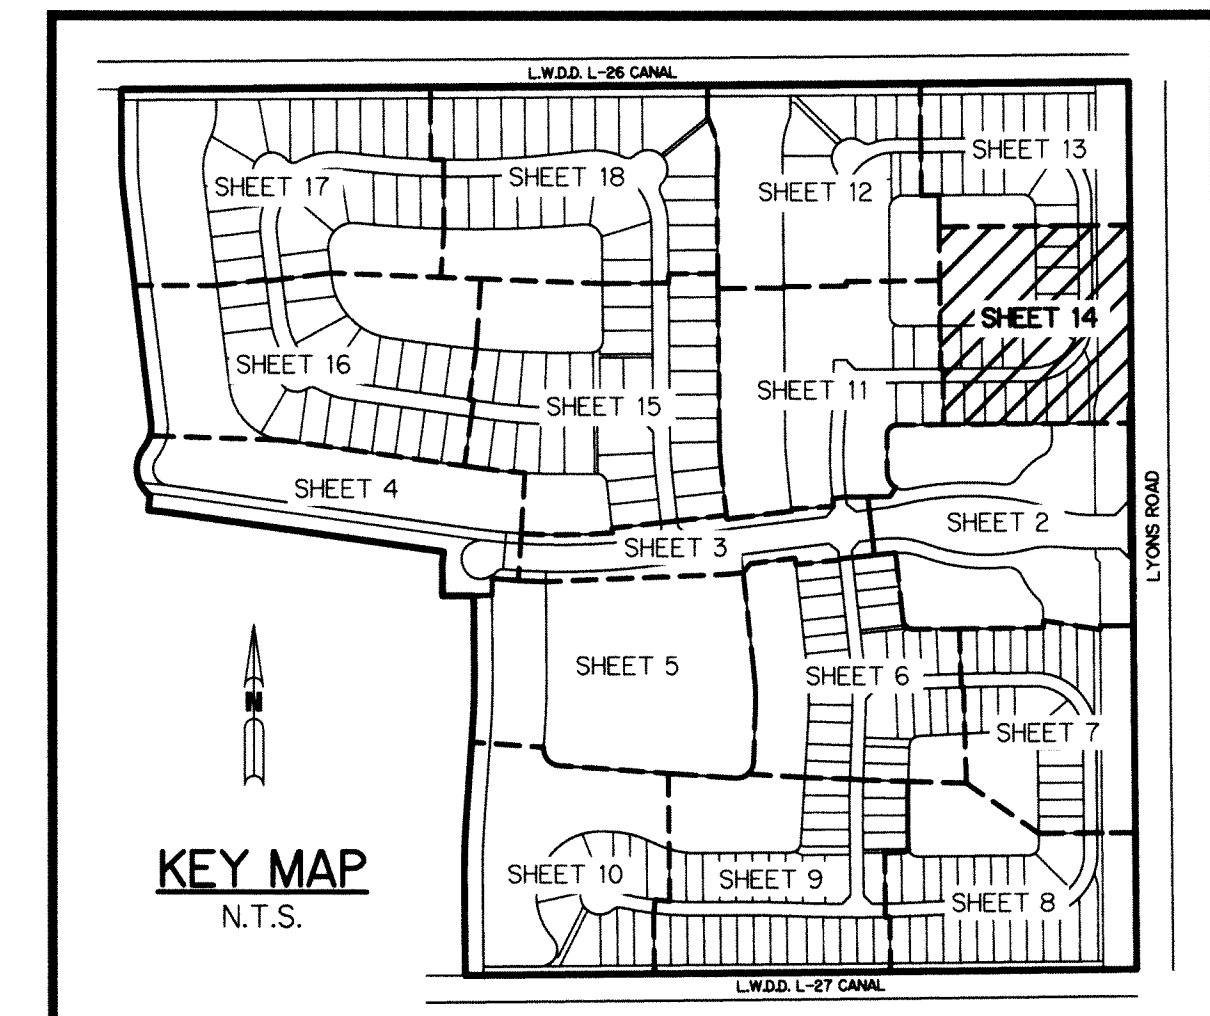 L.W.D.D. L-26 CANAL
SHEET 13
SHEET 17
SHEET 18
SHEET 12
SHEET 14
SHEET 16
SHEET 15
SHEET 11
SHEET 4
SHEET 2
SHEET 3
LYONS ROAD
SHEET 5
SHEET 6
N
SHEET 7
KEY MAP
N.T.S.
SHEET 10
SHEET 9
SHEET 8
L.W.D.D. L-27 CANAL